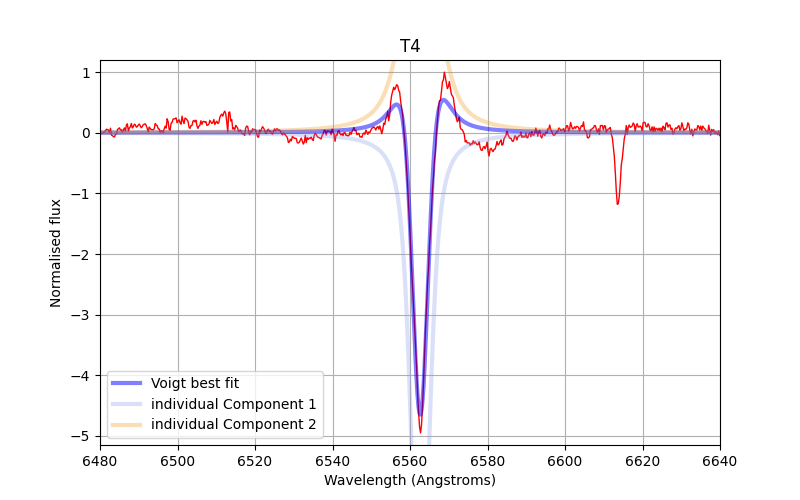 T4
Normalised flux
1
0
−1
−2
−3
−4
−5
Voigt best fit
individual Component 1
individual Component 2
6480 6500 6520 6540 6560 6580 6600 6620 6640
Wavelength (Angstroms)